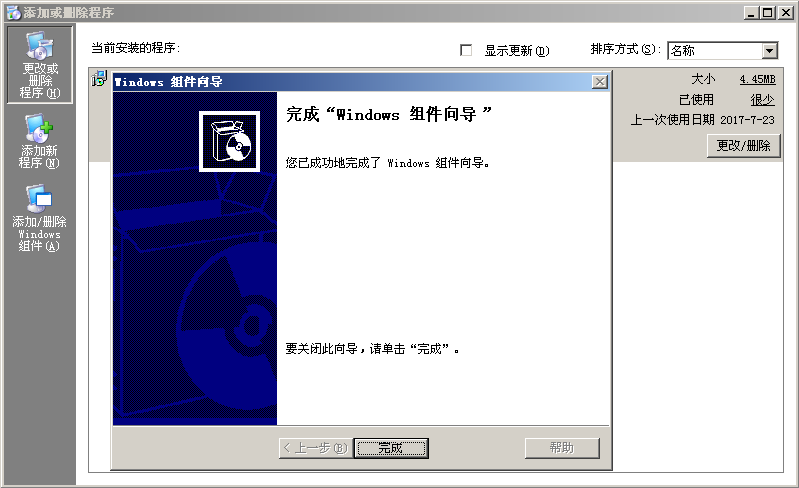 添加或删除程序
当前安装的程序:
显示更新(D)
排序方式(S):
名称
更改或
删除
程序(H)
添加新
程序(N)
添加/删除
Windows
组件(A)
大小
4.45MB
已使用
很少
上一次使用日期
2017-7-23
更改/删除
Windows 组件向导
完成“Windows 组件向导 ”
您已成功地完成了 Windows 组件向导。
要关闭此向导，请单击“完成”。
< 上一步(B)
完成
帮助